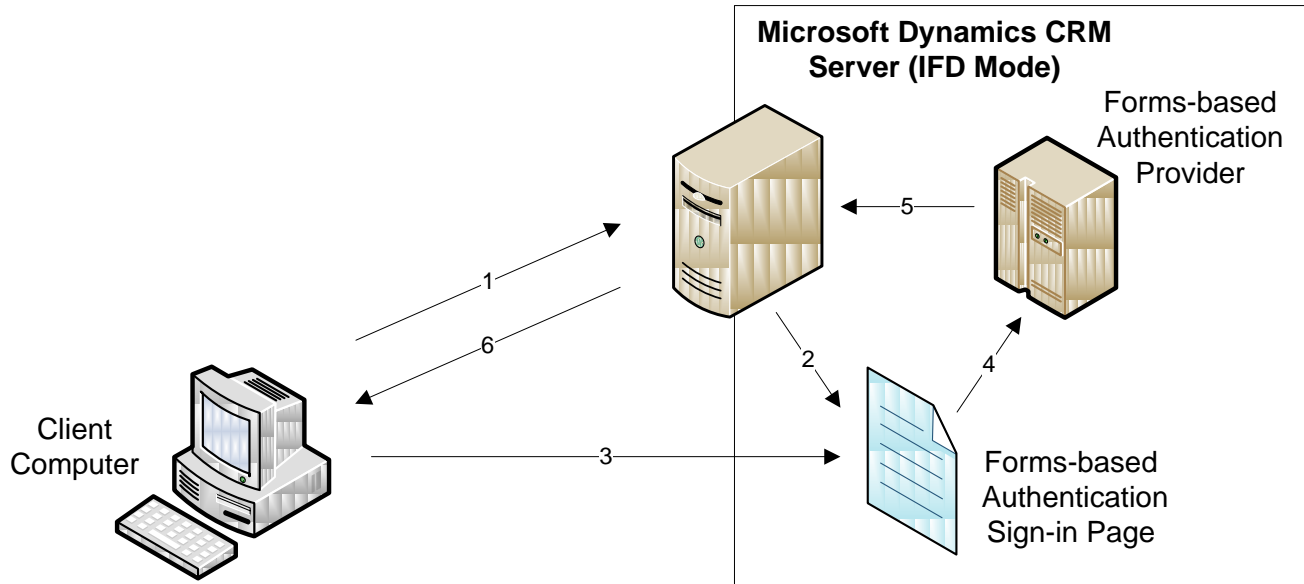 Microsoft Dynamics CRM
Server (IFD Mode)
Forms-based
Authentication
Provider
5
1
6
2
4
Client
Computer
3
Forms-based
Authentication
Sign-in Page